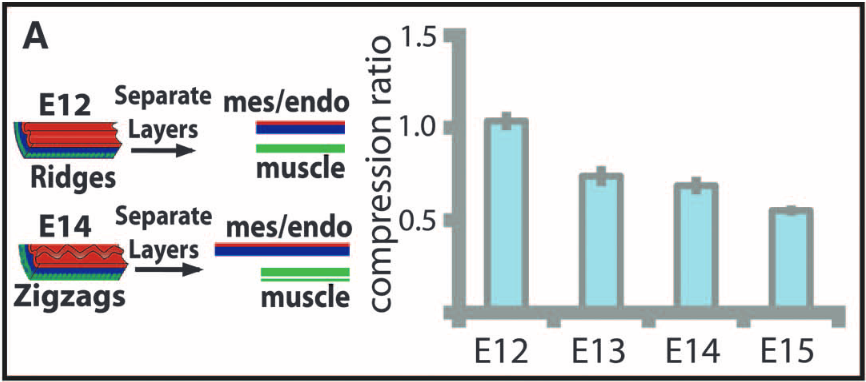 A
E12
Separate
Layers
Ridges
mes/endo
muscle
E14
Separate
Layers
Zigzags
mes/endo
muscle
compression ratio
1.5
1.0
0.5
E12 E13 E14 E15